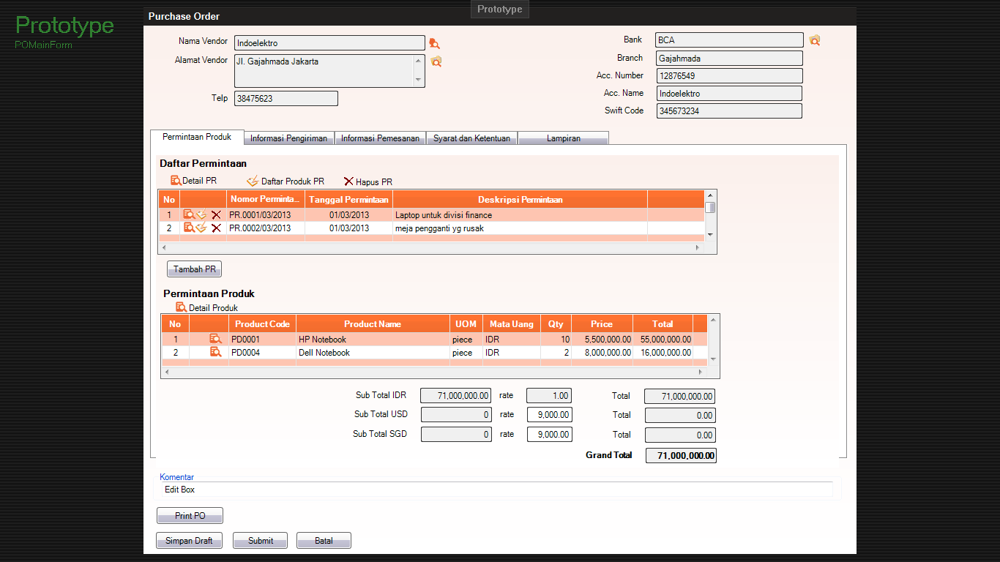 Prototype
Prototype
POMainForm
Purchase Order
Nama Vendor Indoelektro
Alamat Vendor Jl. Gajahmada Jakarta
Telp 38475623
Bank BCA
Branch Gajahmada
Acc. Number 12876549
Acc. Name Indoelektro
Swift Code 345673234
Permintaan Produk Informasi Pengiriman Informasi Pemesanan Syarat dan Ketentuan Lampiran
Daftar Permintaan
Detail PR Daftar Produk PR Hapus PR
No Nomor Perminta... Tanggal Permintaan Deskripsi Permintaan
1 PR.0001/03/2013 01/03/2013 Laptop untuk divisi finance
2 PR.0002/03/2013 01/03/2013 meja pengganti yg rusak
Tambah PR
Permintaan Produk
Detail Produk
No Product Code Product Name UOM Mata Uang Qty Price Total
1 PD0001 HP Notebook piece IDR 10 5,500,000.00 55,000,000.00
2 PD0004 Dell Notebook piece IDR 2 8,000,000.00 16,000,000.00
Sub Total IDR 71,000,000.00 rate 1.00 Total 71,000,000.00
Sub Total USD 0 rate 9,000.00 Total 0.00
Sub Total SGD 0 rate 9,000.00 Total 0.00
Grand Total 71,000,000.00
Komentar
Edit Box
Print PO
Simpan Draft Submit Batal